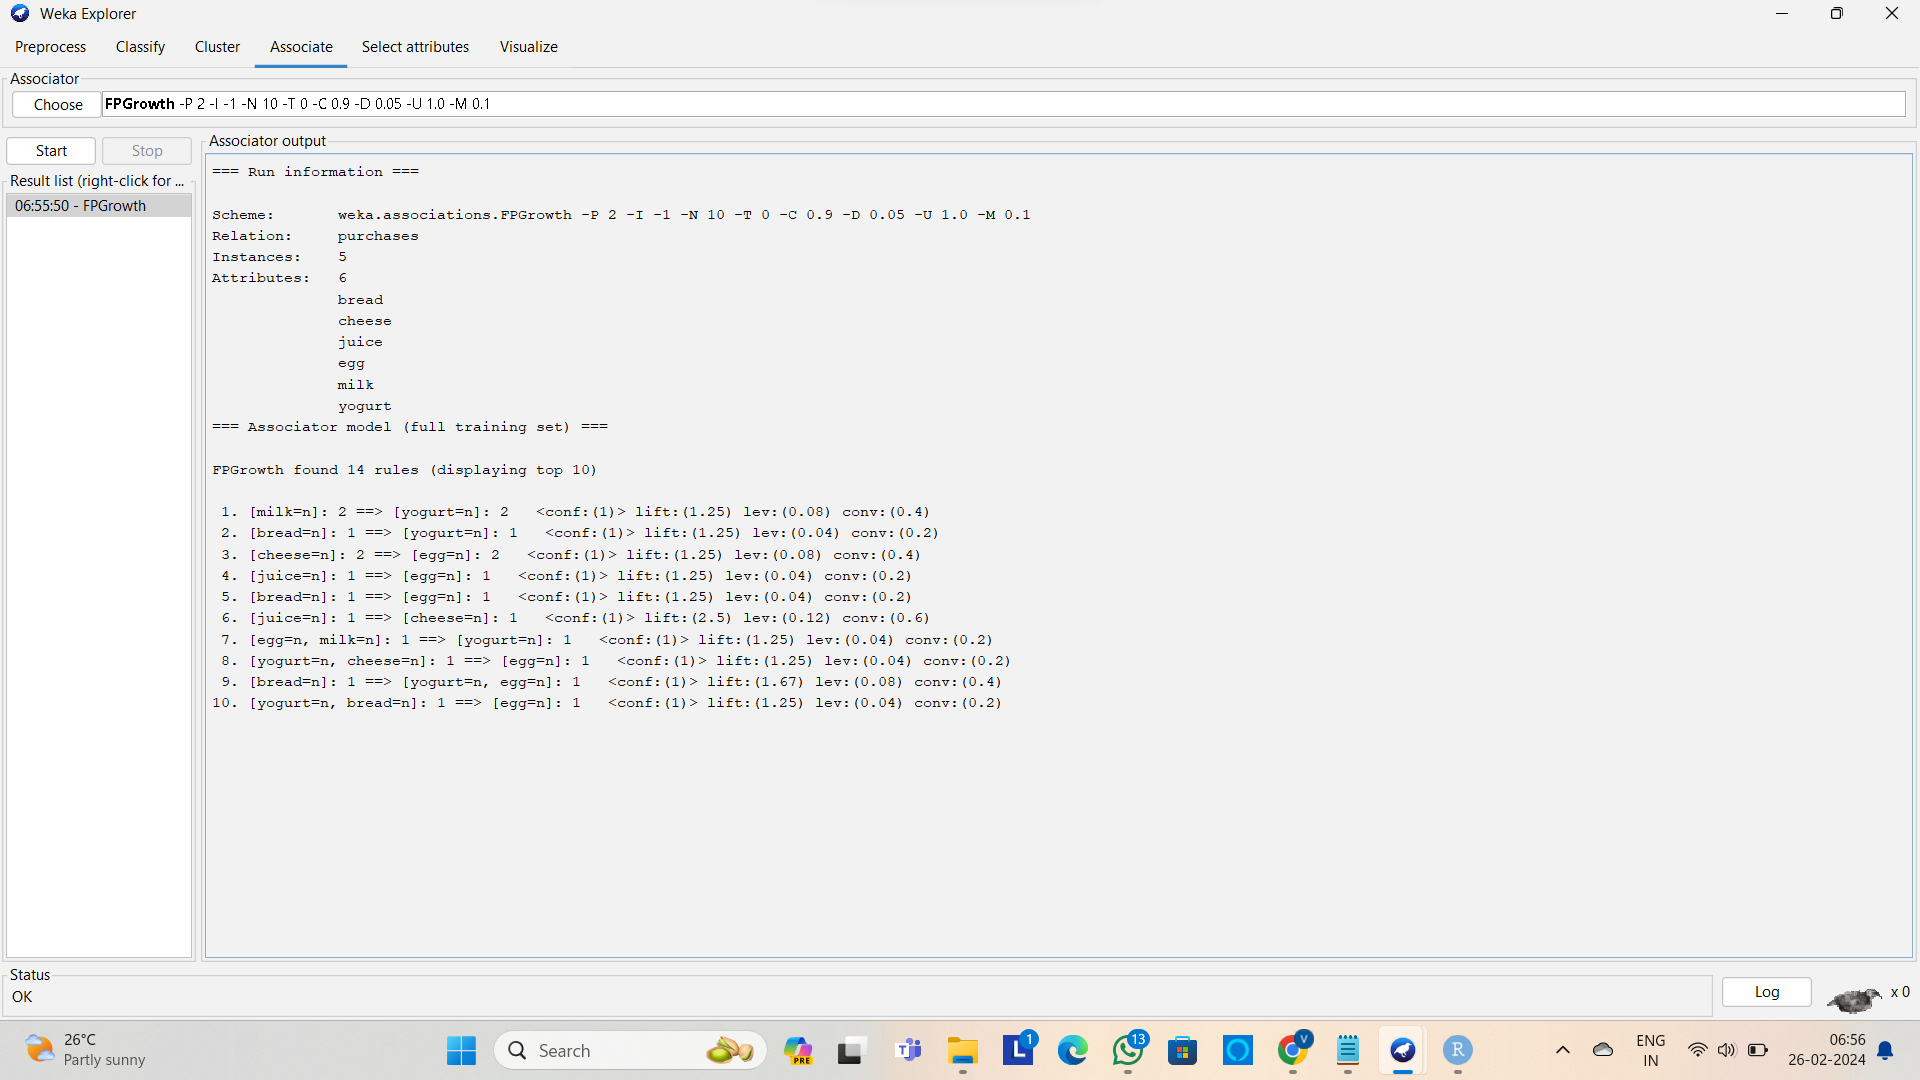 Weka Explorer
Preprocess Classify Cluster Associate Select attributes Visualize
Associator
Choose FPGrowth -P 2 -I -1 -N 10 -T 0 -C 0.9 -D 0.05 -U 1.0 -M 0.1
Start Stop
Result list (right-click for ...
06:55:50 - FPGrowth
Associator output
=== Run information ===
Scheme: weka.associations.FPGrowth -P 2 -I -1 -N 10 -T 0 -C 0.9 -D 0.05 -U 1.0 -M 0.1
Relation: purchases
Instances: 5
Attributes: 6
bread
cheese
juice
egg
milk
yogurt
=== Associator model (full training set) ===
FPGrowth found 14 rules (displaying top 10)
1. [milk=n]: 2 ==> [yogurt=n]: 2 <conf:(1)> lift:(1.25) lev:(0.08) conv:(0.4)
2. [bread=n]: 1 ==> [yogurt=n]: 1 <conf:(1)> lift:(1.25) lev:(0.04) conv:(0.2)
3. [cheese=n]: 2 ==> [egg=n]: 2 <conf:(1)> lift:(1.25) lev:(0.08) conv:(0.4)
4. [juice=n]: 1 ==> [egg=n]: 1 <conf:(1)> lift:(1.25) lev:(0.04) conv:(0.2)
5. [bread=n]: 1 ==> [egg=n]: 1 <conf:(1)> lift:(1.25) lev:(0.04) conv:(0.2)
6. [juice=n]: 1 ==> [cheese=n]: 1 <conf:(1)> lift:(2.5) lev:(0.12) conv:(0.6)
7. [egg=n, milk=n]: 1 ==> [yogurt=n]: 1 <conf:(1)> lift:(1.25) lev:(0.04) conv:(0.2)
8. [yogurt=n, cheese=n]: 1 ==> [egg=n]: 1 <conf:(1)> lift:(1.25) lev:(0.04) conv:(0.2)
9. [bread=n]: 1 ==> [yogurt=n, egg=n]: 1 <conf:(1)> lift:(1.67) lev:(0.08) conv:(0.4)
10. [yogurt=n, bread=n]: 1 ==> [egg=n]: 1 <conf:(1)> lift:(1.25) lev:(0.04) conv:(0.2)
Status
OK
Log x 0
26°C
Partly sunny
Search
PRE
L 1
13
V
R
ENG
IN
06:56
26-02-2024